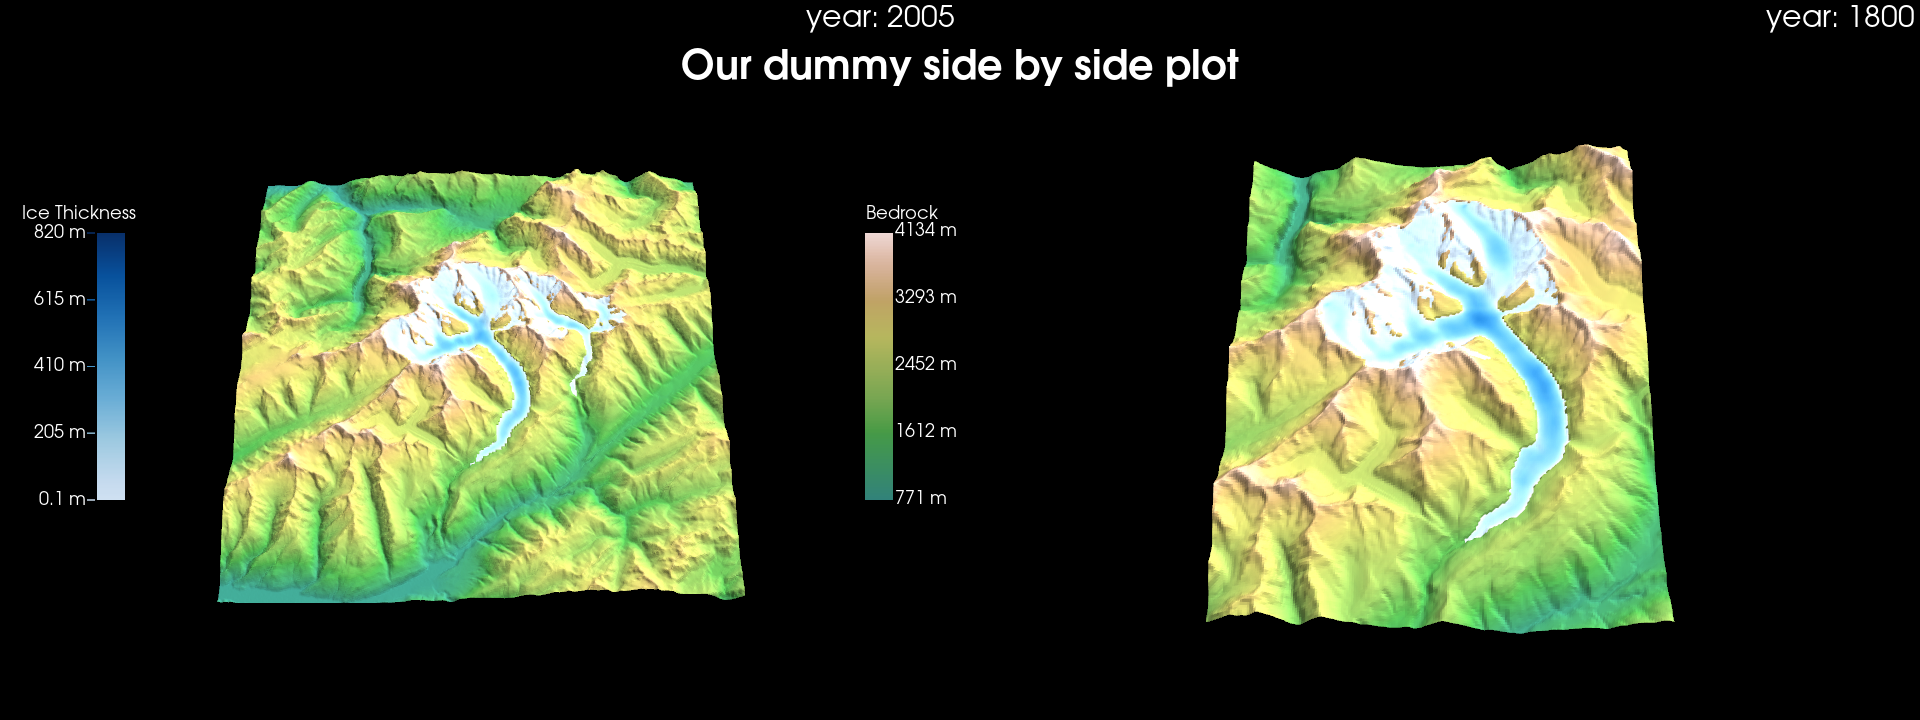 year: 2005
year: 1800
Our dummy side by side plot
Ice Thickness
820 m
615 m
410 m
205 m
0.1 m
Bedrock
4134 m
3293 m
2452 m
1612 m
771 m